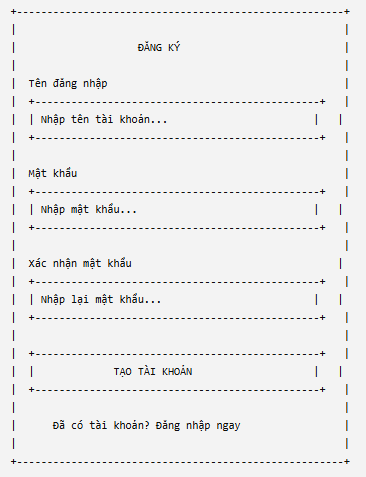 ĐĂNG KÝ
Tên đăng nhập
Nhập tên tài khoản...
Mật khẩu
Nhập mật khẩu...
Xác nhận mật khẩu
Nhập lại mật khẩu...
TẠO TÀI KHOẢN
Đã có tài khoản? Đăng nhập ngay